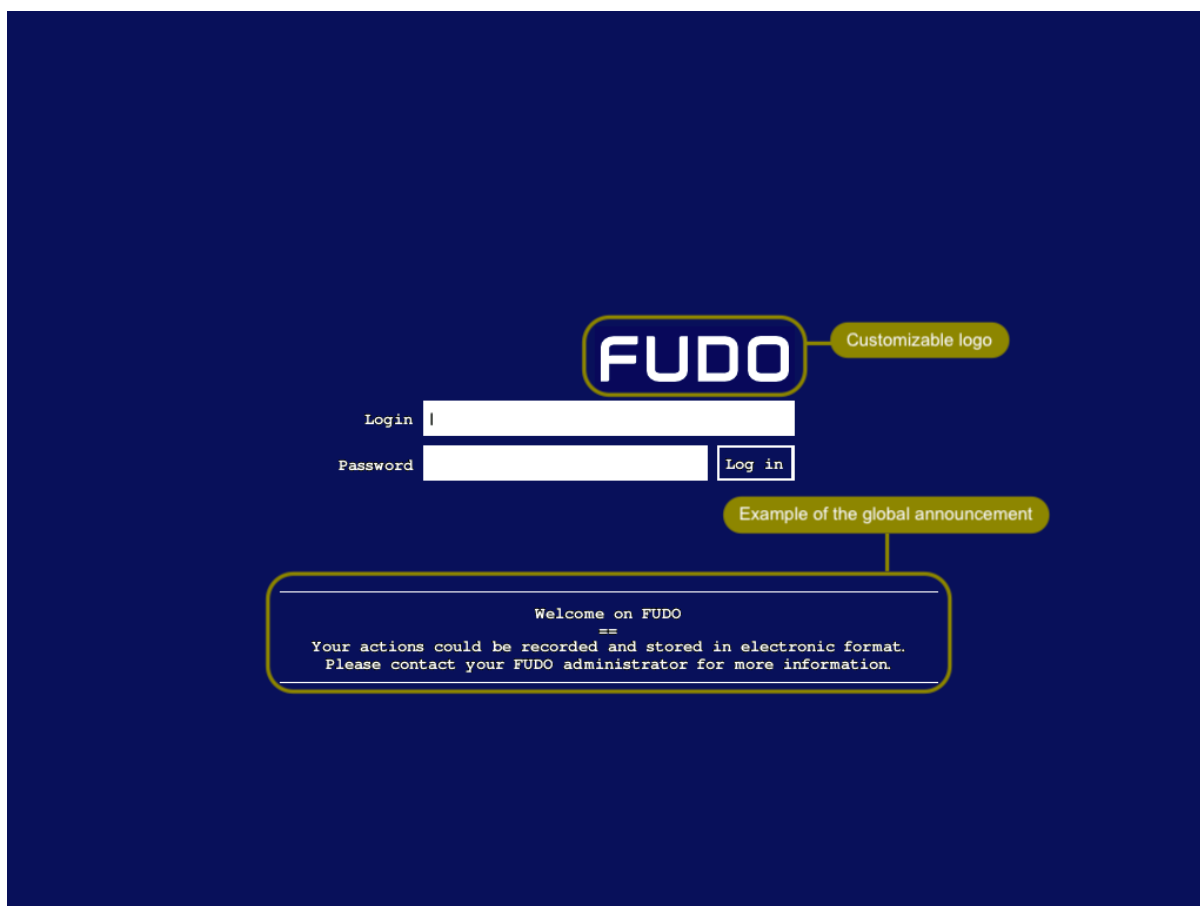 FUDO
Customizable logo
Login
Password
Log in
Example of the global announcement
Welcome on FUDO
==
Your actions could be recorded and stored in electronic format.
Please contact your FUDO administrator for more information.